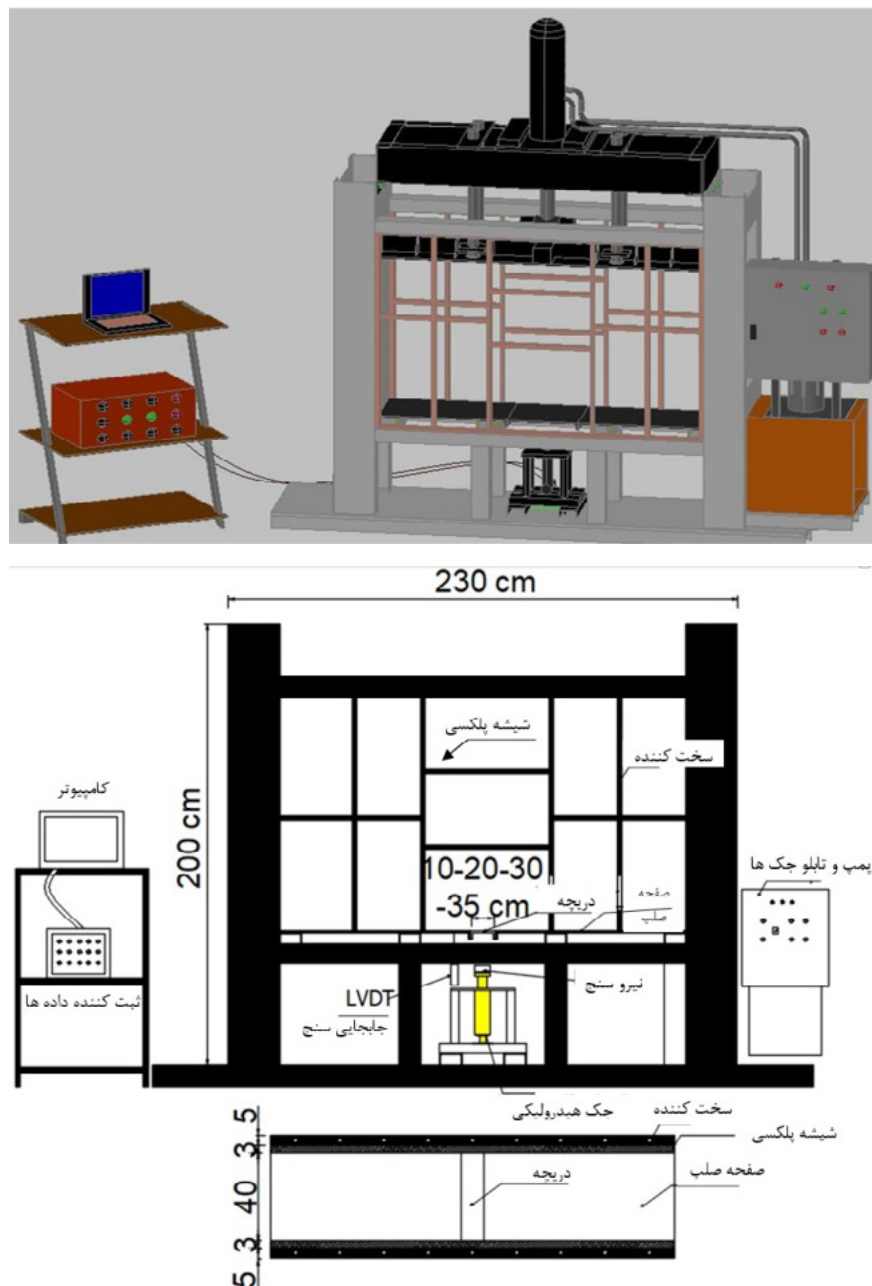 230 cm
200 cm
شیشه پلکسی
سخت کننده
کامپیوتر
پمپ و تابلو جک ها
10-20-30
-35 cm
دریچه
صفحه
صلب
ثبت کننده داده ها
LVDT
جابجایی سنج
نیرو سنج
جک هیدرولیکی
سخت کننده
شیشه پلکسی
صفحه صلب
دریچه
5
3
40
3
5